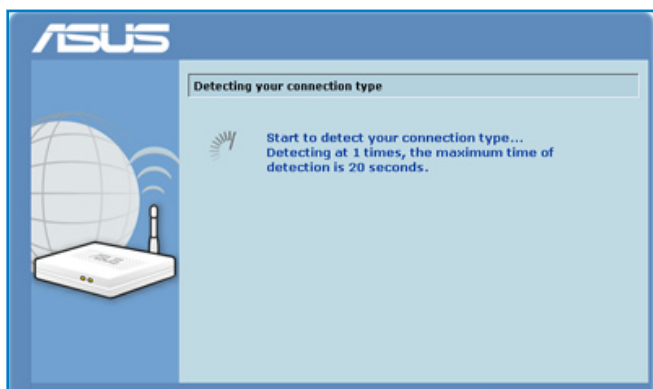 ASUS
Detecting your connection type
Start to detect your connection type...
Detecting at 1 times, the maximum time of
detection is 20 seconds.
ASUS